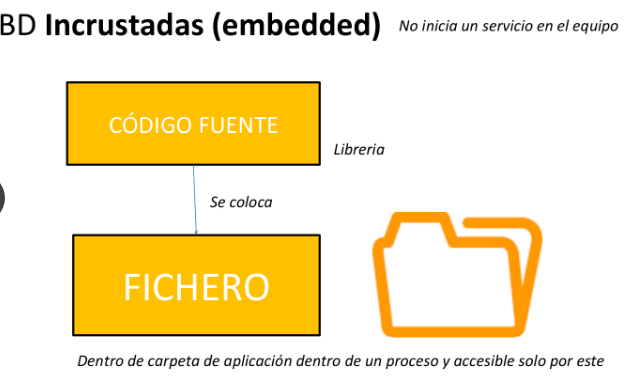 BD Incrustadas (embedded) No inicia un servicio en el equipo
CÓDIGO FUENTE
Libreria
Se coloca
FICHERO
Dentro de carpeta de aplicación dentro de un proceso y accesible solo por este